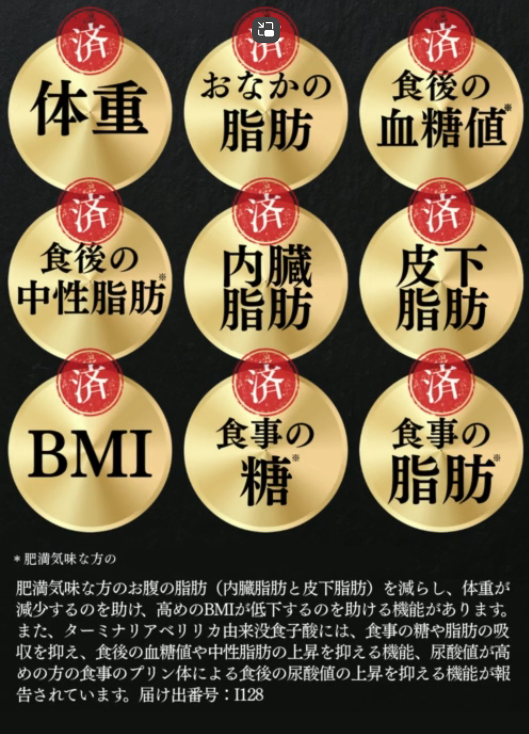 済 済 済
体重
おなかの
脂肪
食後の
血糖値※
済 済 済
食後の
中性脂肪※
内臓
脂肪
皮下
脂肪
済 済 済
BMI
食事の
糖※
食事の
脂肪※
*肥満気味な方の
肥満気味な方のお腹の脂肪（内臓脂肪と皮下脂肪）を減らし、体重が
減少するのを助け、高めのBMIが低下するのを助ける機能があります。
また、ターミナリアベリリカ由来没食子酸には、食事の糖や脂肪の吸
収を抑え、食後の血糖値や中性脂肪の上昇を抑える機能、尿酸値が高
めの方の食事のプリン体による食後の尿酸値の上昇を抑える機能が報
告されています。届け出番号：I128